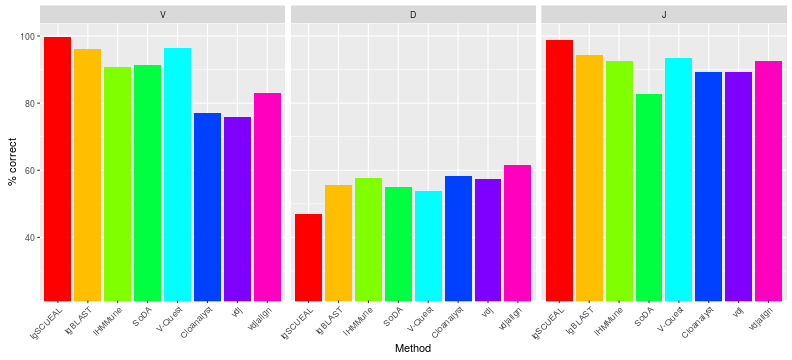 V D J
% correct
100
80
60
40
IgSCUEAL IgBLAST iHMMune SoDA V-Quest Cloanalyst vdj vdjalign
IgSCUEAL IgBLAST iHMMune SoDA V-Quest Cloanalyst vdj vdjalign
IgSCUEAL IgBLAST iHMMune SoDA V-Quest Cloanalyst vdj vdjalign
Method